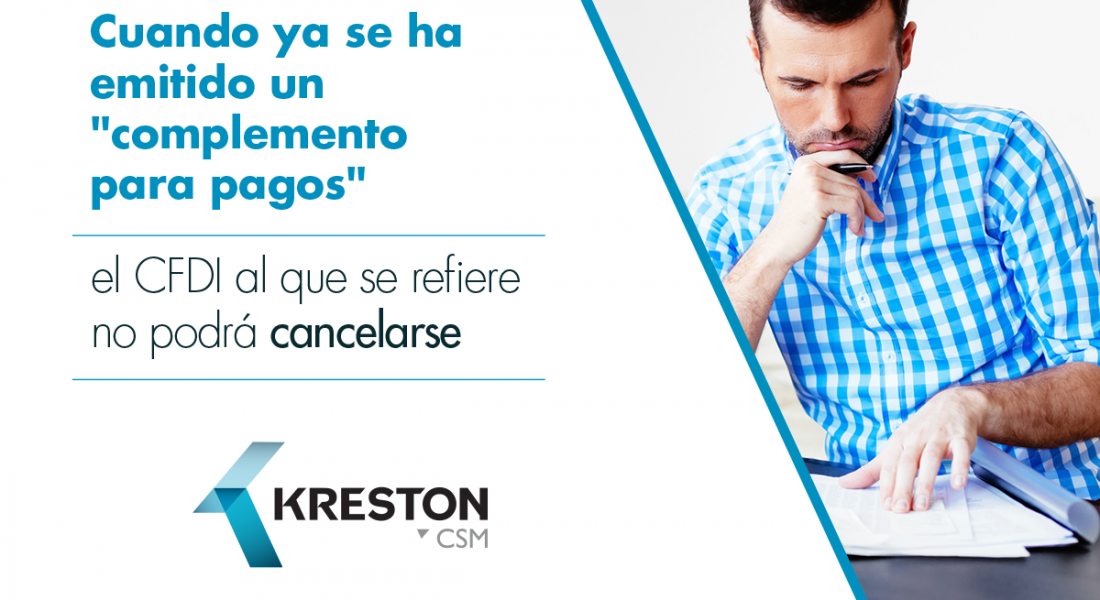 Cuando ya se ha
emitido un
"complemento
para pagos"
el CFDI al que se refiere
no podrá cancelarse
KRESTON
CSM